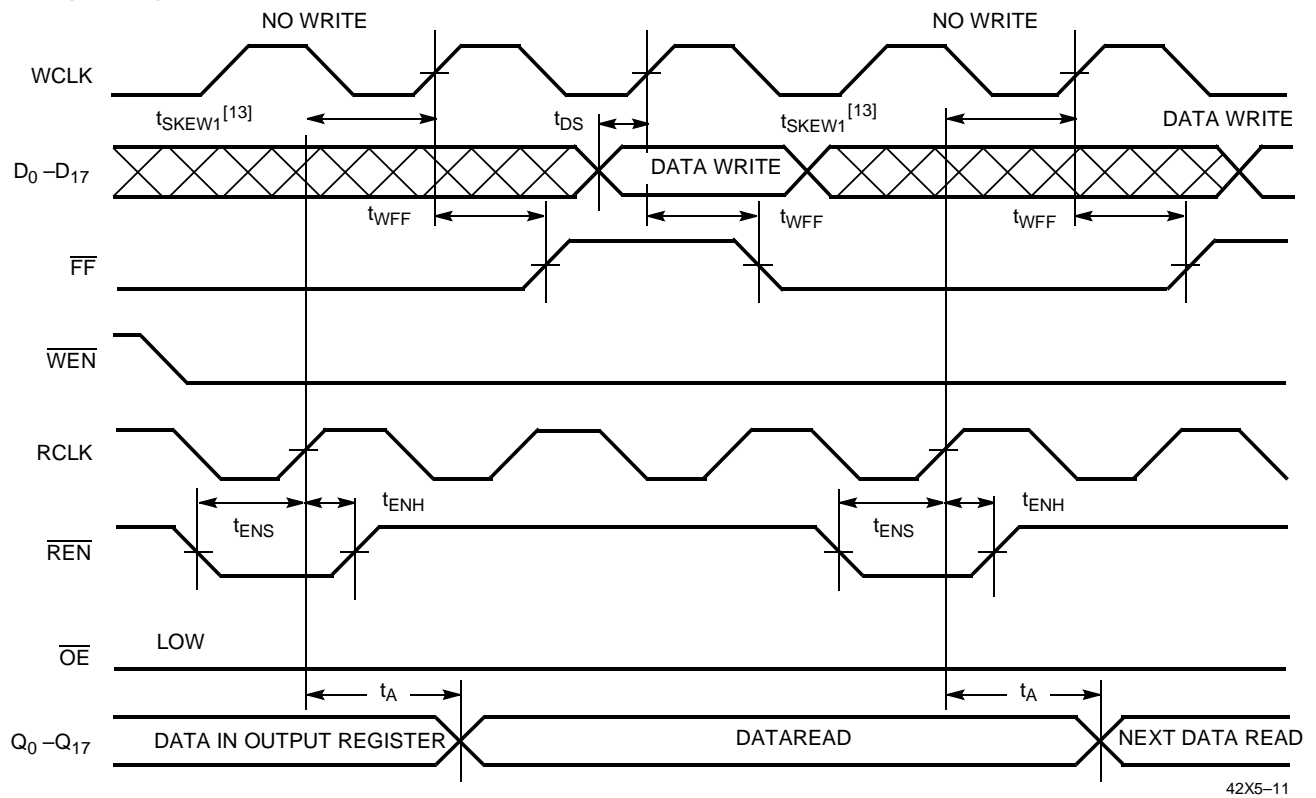 NO WRITE
NO WRITE
WCLK
tSKEW1[13]
tDS
tSKEW1[13]
DATA WRITE
D0 –D17
DATA WRITE
tWFF
tWFF
tWFF
FF
WEN
RCLK
tENS
tENH
tENS
tENH
REN
LOW
OE
tA
tA
Q0 –Q17
DATA IN OUTPUT REGISTER
DATAREAD
NEXT DATA READ
42X5–11